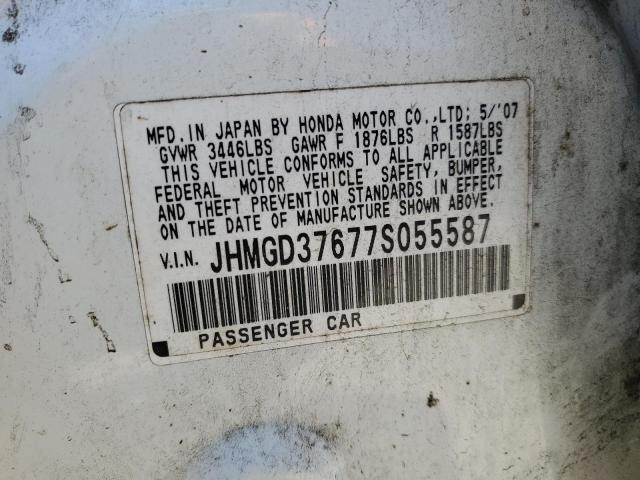 MFD. IN JAPAN BY HONDA MOTOR CO.,LTD; 5/'07
GVWR 3446LBS GAWR F 1876LBS R 1587LBS
THIS VEHICLE CONFORMS TO ALL APPLICABLE
FEDERAL MOTOR VEHICLE SAFETY, BUMPER,
AND THEFT PREVENTION STANDARDS IN EFFECT
ON THE DATE OF MANUFACTURE SHOWN ABOVE.
V.I.N. JHMGD37677S055587
PASSENGER CAR